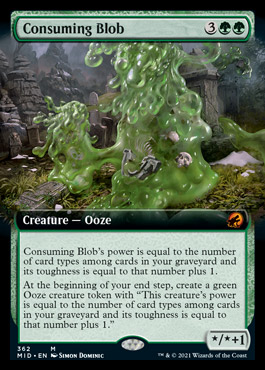 Consuming Blob 3
Creature — Ooze
Consuming Blob's power is equal to the number
of card types among cards in your graveyard and
its toughness is equal to that number plus 1.
At the beginning of your end step, create a green
Ooze creature token with “This creature's power
is equal to the number of card types among cards
in your graveyard and its toughness is equal to
that number plus 1.”
*/*+1
362 M
MID • EN SIMON DOMINIC ™ & © 2021 Wizards of the Coast